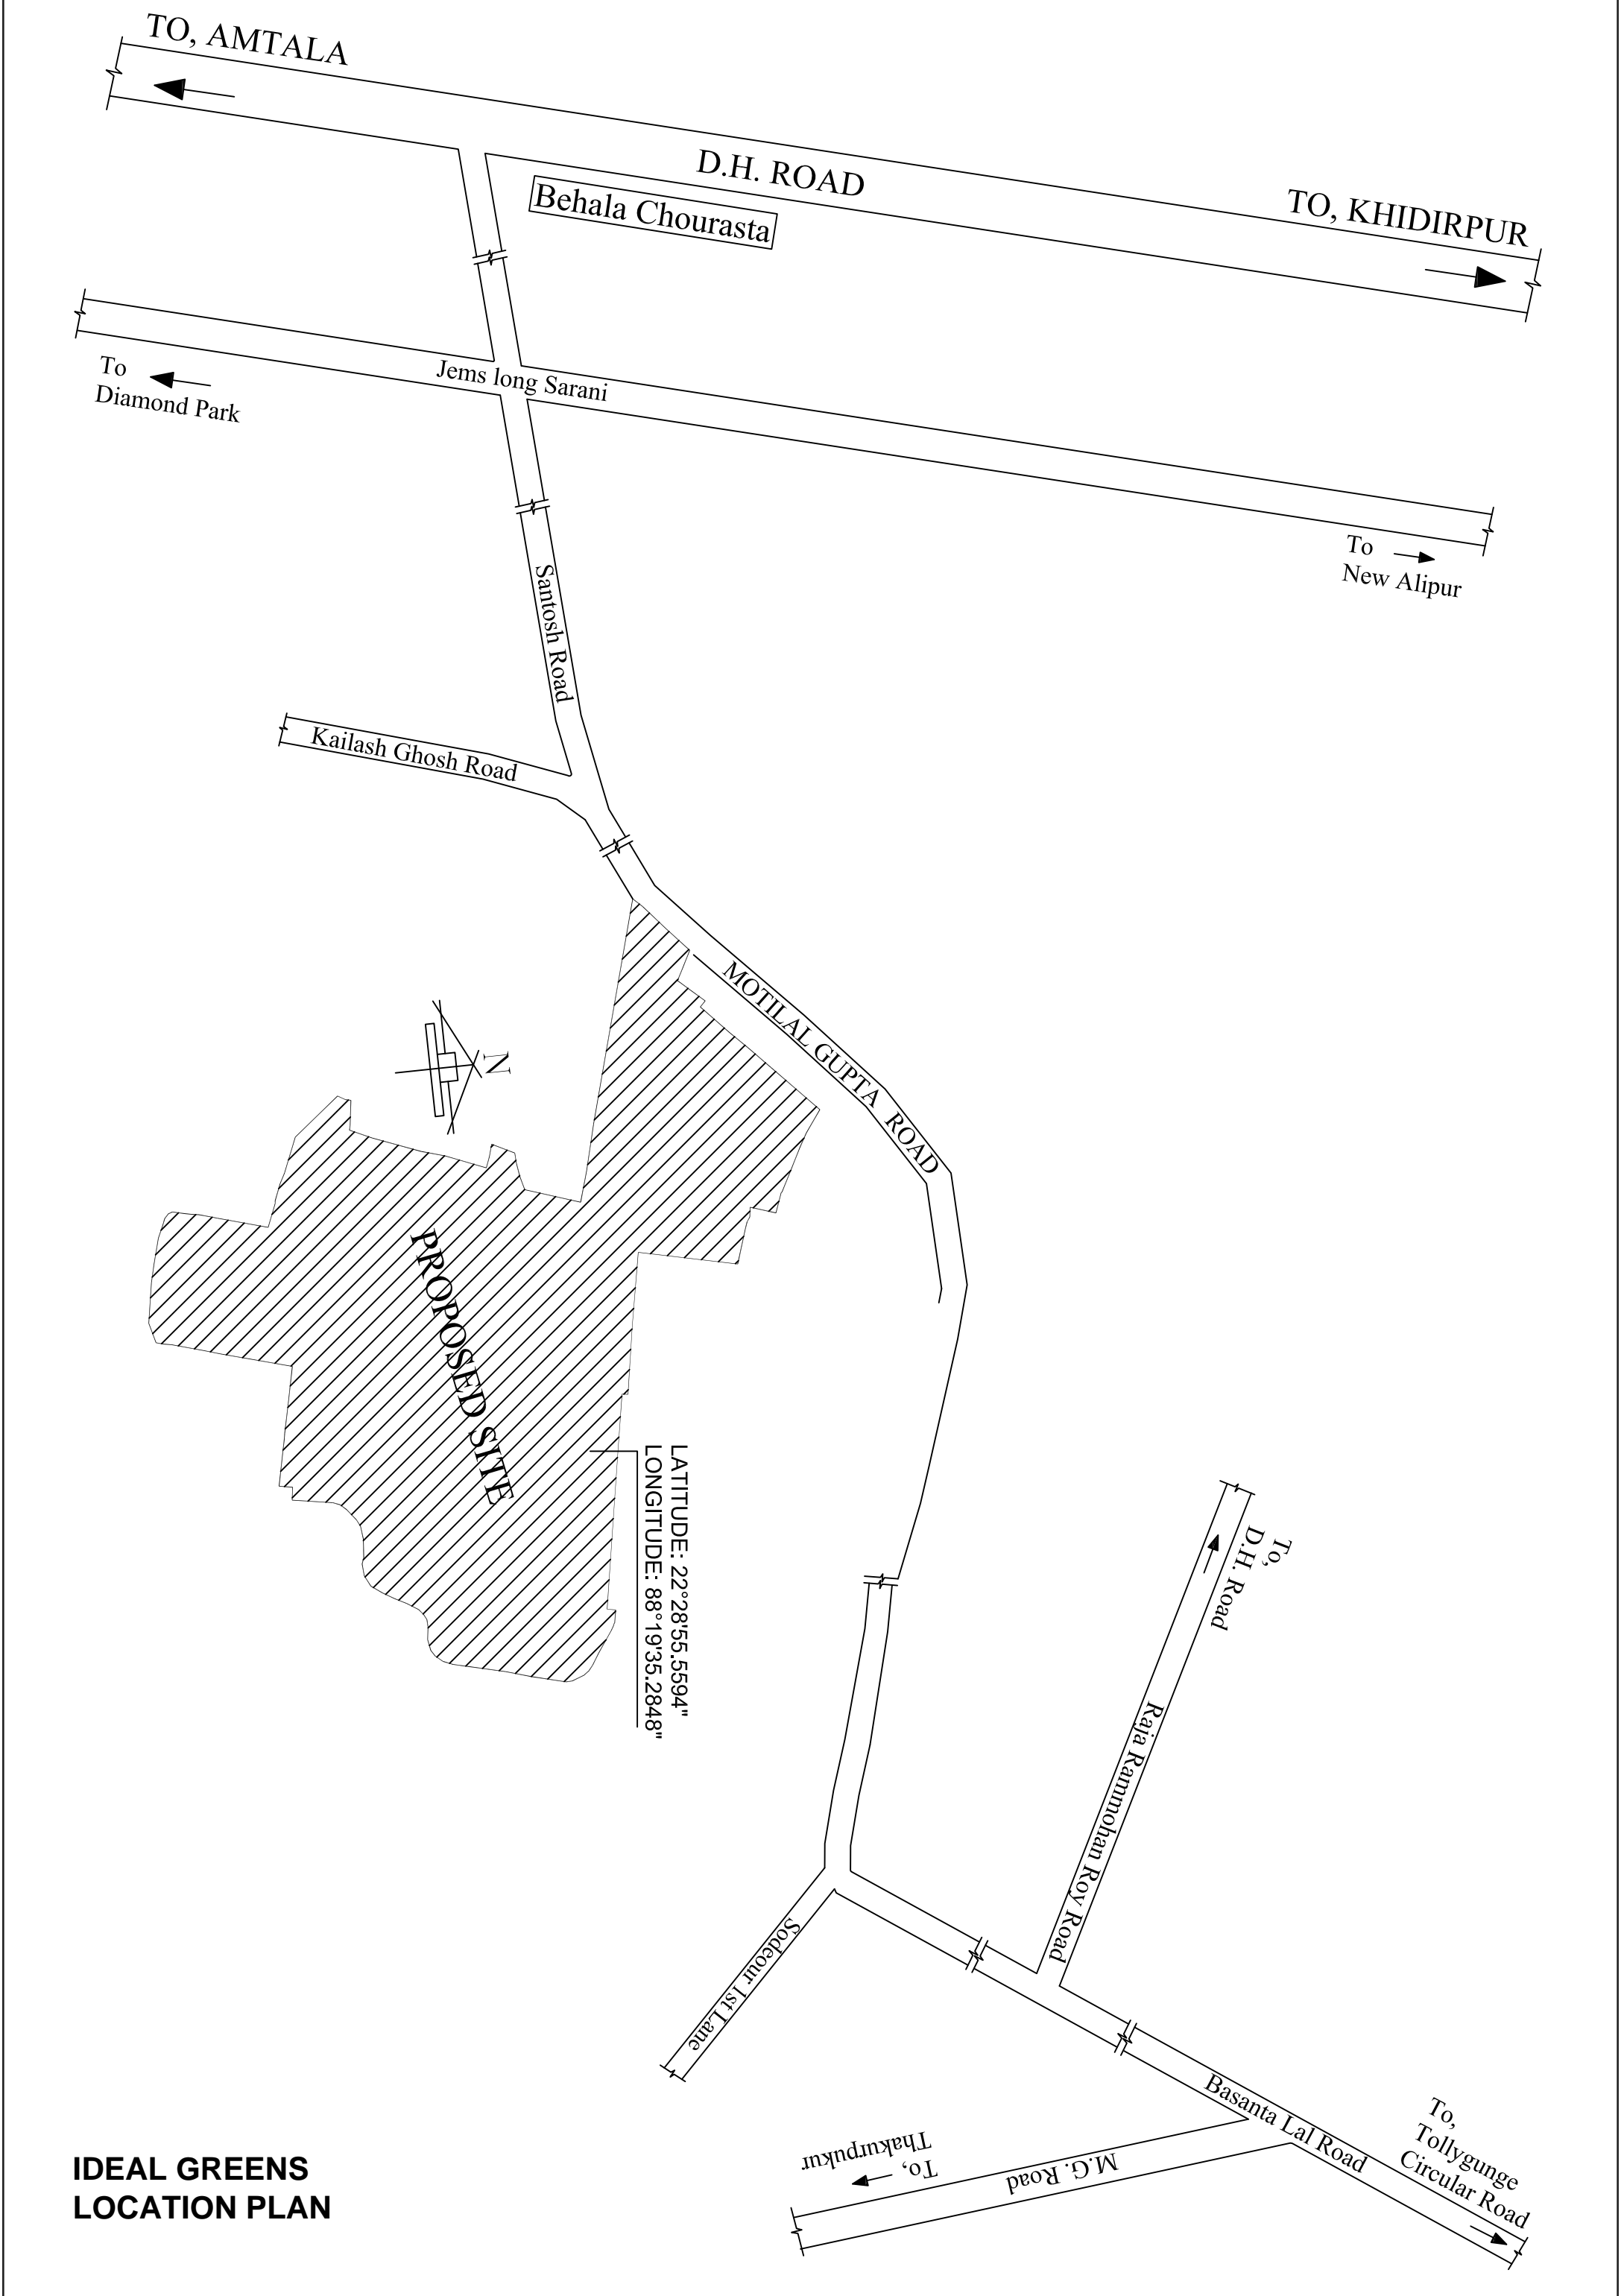 TO, AMTALA
D.H. ROAD
TO, KHIDIRPUR
Behala Chourasta
Jems long Sarani
To
Diamond Park
To
New Alipur
Santosh Road
Kailash Ghosh Road
MOTILAL GUPTA ROAD
N
PROPOSED SITE
LATITUDE: 22°28'55.5594"
LONGITUDE: 88°19'35.2848"
To,
D.H. Road
Raja Rammohan Roy Road
Sodeour 1st Lane
Basanta Lal Road
To,
Tollygunge
Circular Road
To,
Thakurpukur
M.G. Road
IDEAL GREENS
LOCATION PLAN